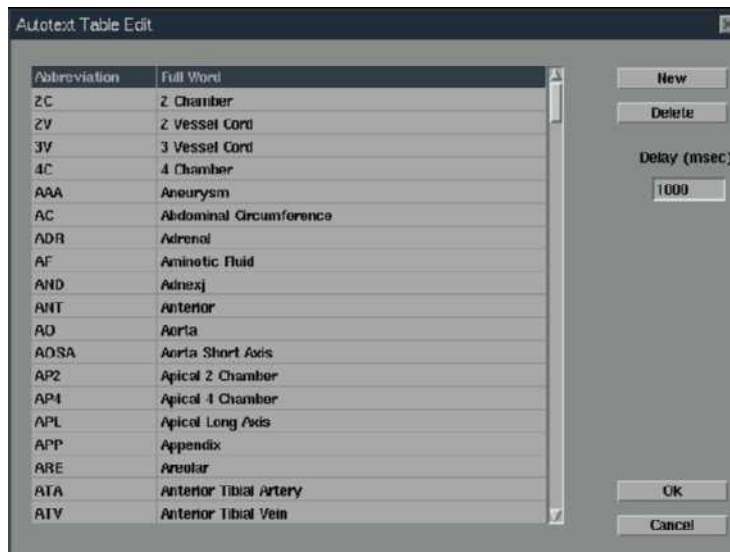 Autotext Table Edit
Abbreviation Full Word
2C 2 Chamber
2V 2 Vessel Cord
3V 3 Vessel Cord
4C 4 Chamber
AAA Aneurysm
AC Abdominal Circumference
ADR Adrenal
AF Aminotic Fluid
AND Adnexj
ANT Anterior
AO Aorta
AOSA Aorta Short Axis
AP2 Apical 2 Chamber
AP4 Apical 4 Chamber
APL Apical Long Axis
APP Appendix
ARE Areolar
ATA Anterior Tibial Artery
ATV Anterior Tibial Vein
New
Delete
Delay (msec)
1000
Ok
Cancel